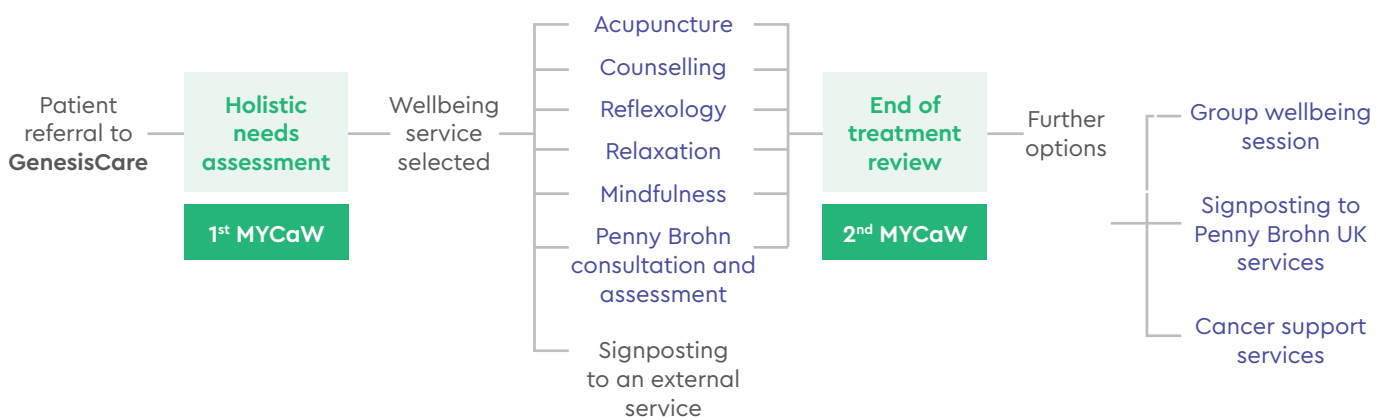 Patient
referral to
GenesisCare
Holistic
needs
assessment
1st MYCaW
Wellbeing
service
selected
Acupuncture
Counselling
Reflexology
Relaxation
Mindfulness
Penny Brohn
consultation and
assessment
Signposting
to an external
service
End of
treatment
review
2nd MYCaW
Further
options
Group wellbeing
session
Signposting to
Penny Brohn UK
services
Cancer support
services